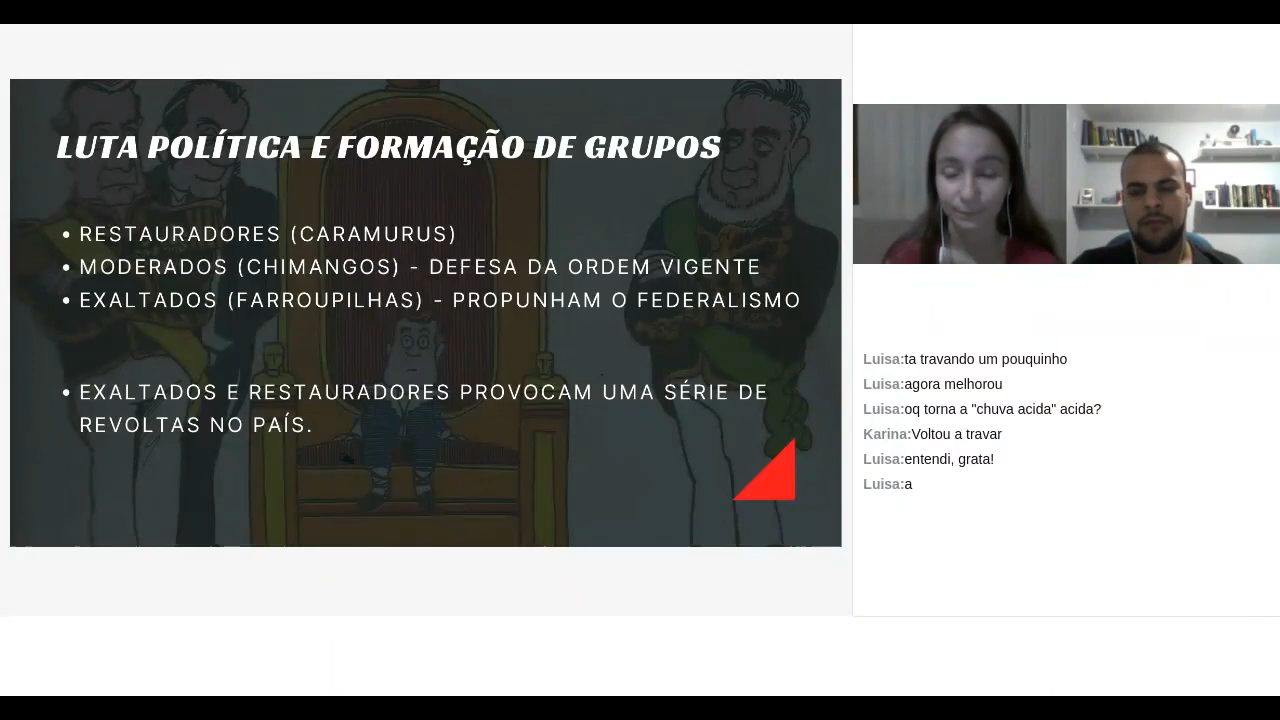 LUTA POLÍTICA E FORMAÇÃO DE GRUPOS
• RESTAURADORES (CARAMURUS)
• MODERADOS (CHIMANGOS) - DEFESA DA ORDEM VIGENTE
• EXALTADOS (FARROUPILHAS) - PROPUNHAM O FEDERALISMO
• EXALTADOS E RESTAURADORES PROVOCAM UMA SÉRIE DE
REVOLTAS NO PAÍS.
Luisa:ta travando um pouquinho
Luisa:agora melhorou
Luisa:oq torna a "chuva acida" acida?
Karina:Voltou a travar
Luisa:entendi, grata!
Luisa:a